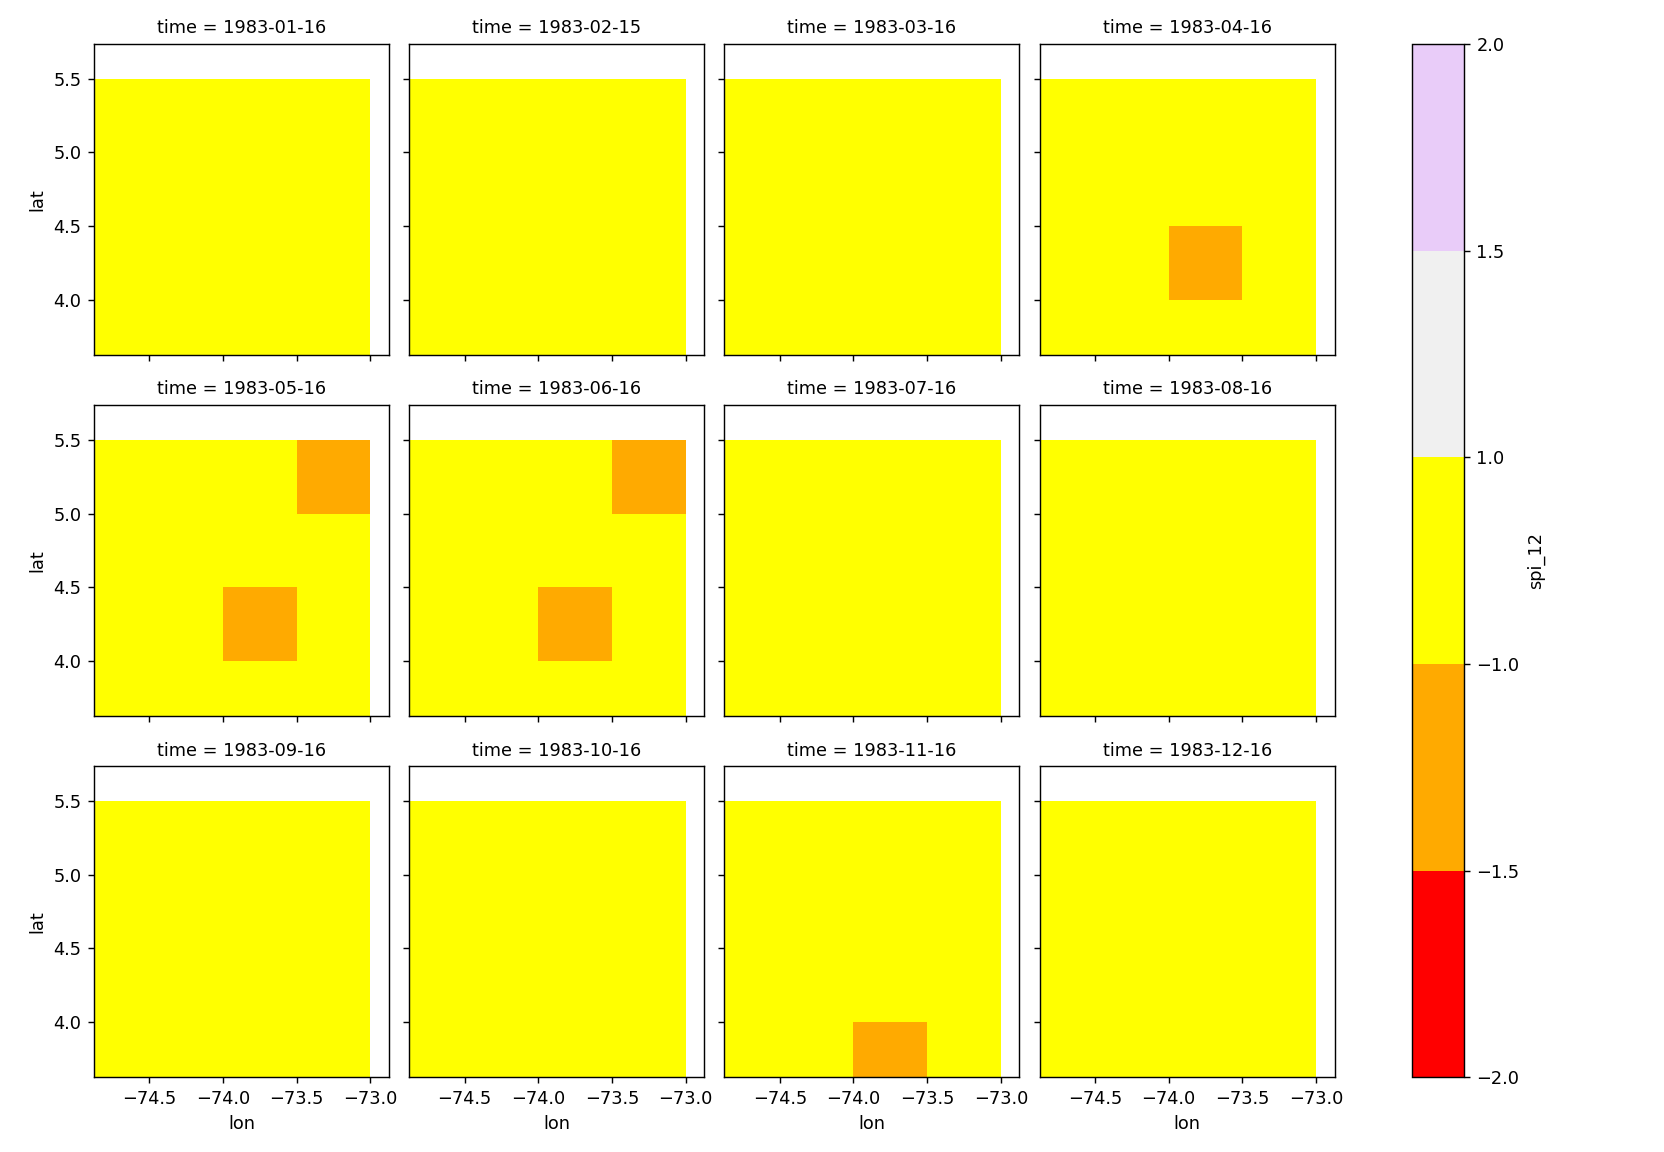 time = 1983-01-16
time = 1983-02-15
time = 1983-03-16
time = 1983-04-16
5.5
5.0
4.5
4.0
lat
time = 1983-05-16
time = 1983-06-16
time = 1983-07-16
time = 1983-08-16
5.5
5.0
4.5
4.0
lat
time = 1983-09-16
time = 1983-10-16
time = 1983-11-16
time = 1983-12-16
5.5
5.0
4.5
4.0
lat
−74.5 −74.0 −73.5 −73.0
lon
−74.5 −74.0 −73.5 −73.0
lon
−74.5 −74.0 −73.5 −73.0
lon
−74.5 −74.0 −73.5 −73.0
lon
2.0
1.5
1.0
−1.0
−1.5
−2.0
spi_12